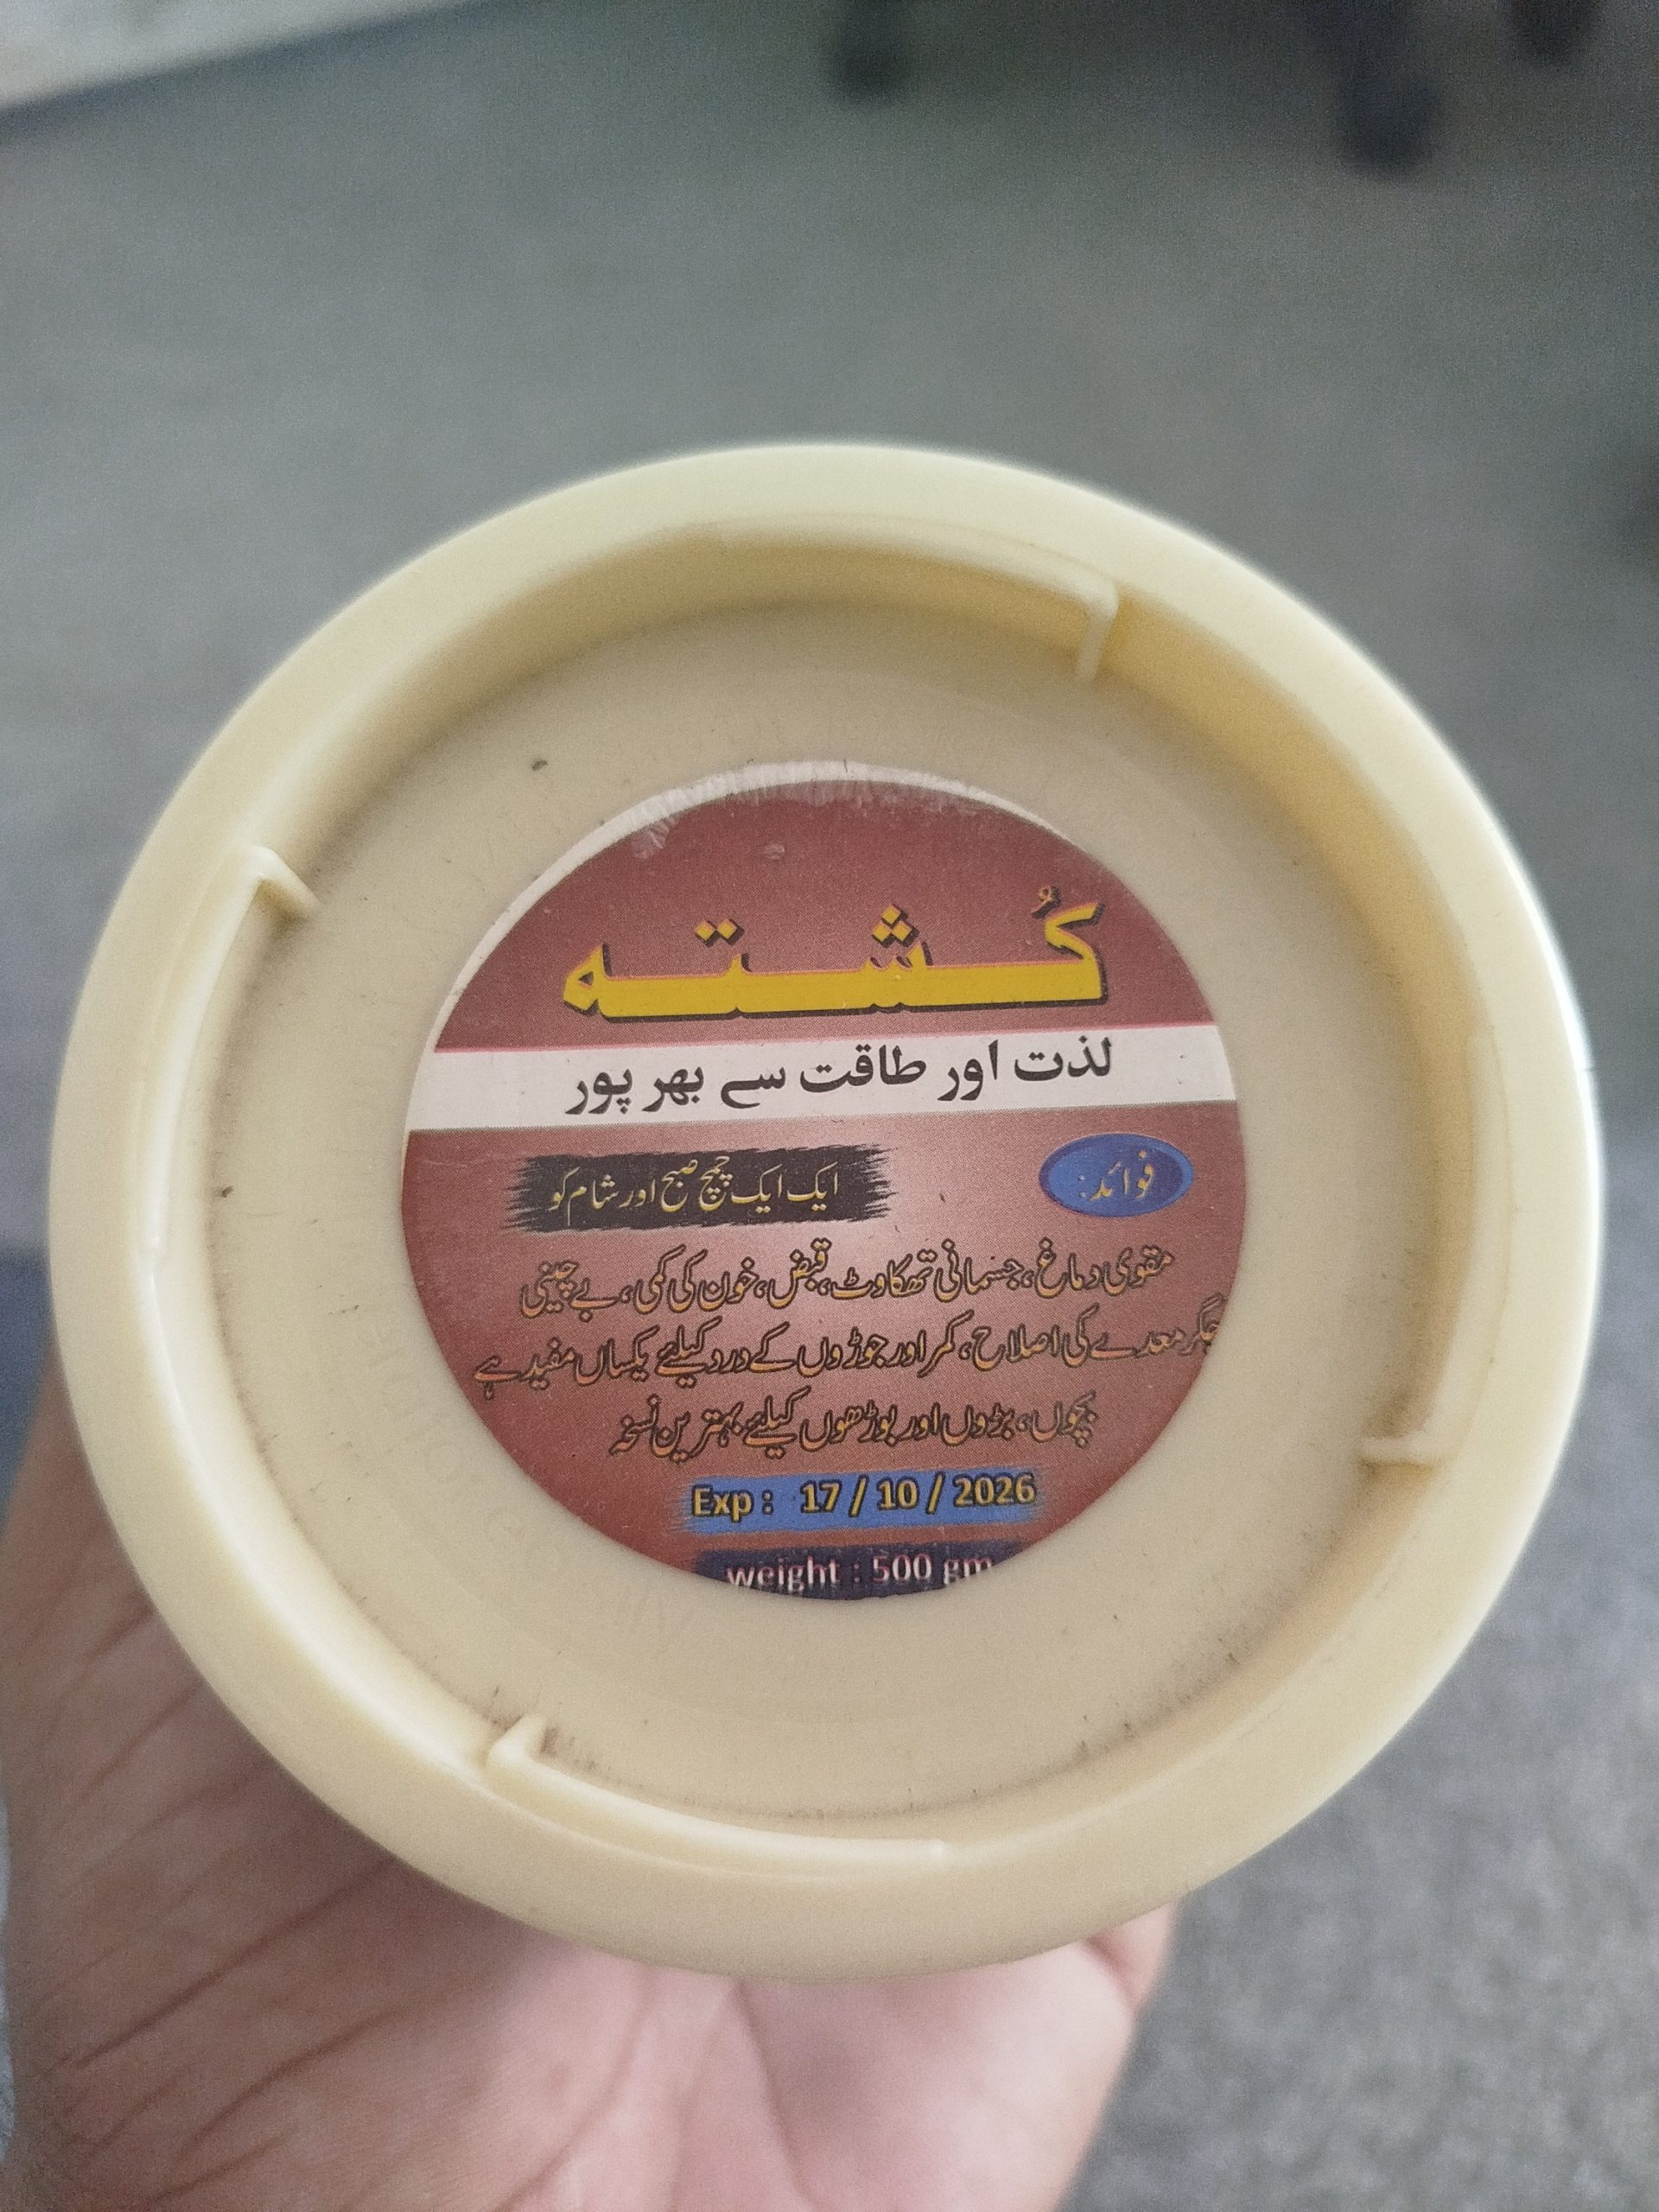 کُشتہ
لذت اور طاقت سے بھر پور
فوائد:
ایک ایک چمچ صبح اور شام کو
مقوی دماغ، جسمانی تھکاوٹ، قبض، خون کی کمی، بے چینی
جگر معدے کی اصلاح، کمر اور جوڑوں کے درد کیلئے یکساں مفید ہے
بچوں، بڑوں اور بوڑھوں کیلئے بہترین نسخہ
Exp : 17 / 10 / 2026
weight : 500 gm